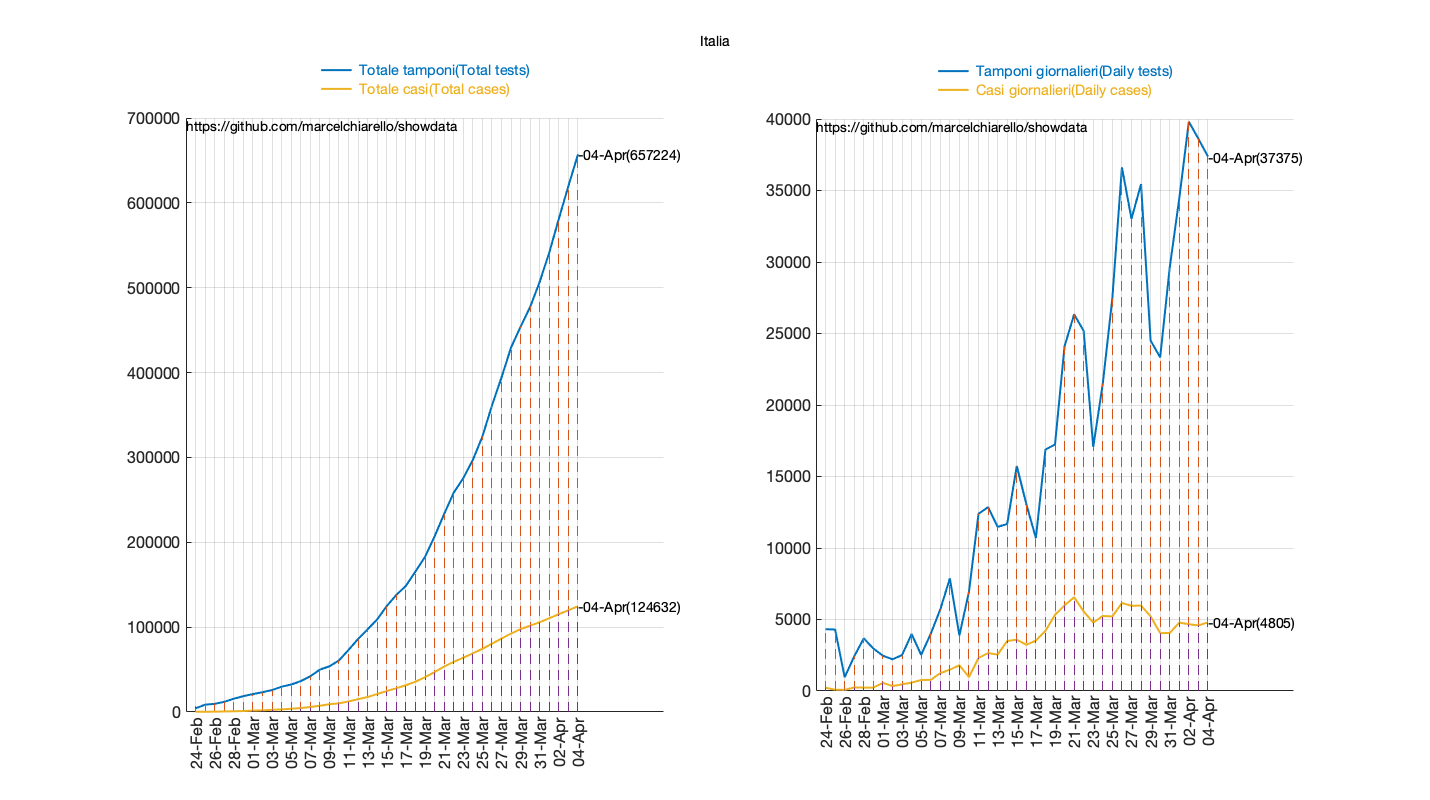 Italia
Totale tamponi(Total tests)
Totale casi(Total cases)
700000
600000
500000
400000
300000
200000
100000
0
https://github.com/marcelchiarello/showdata
-04-Apr(657224)
-04-Apr(124632)
24-Feb
26-Feb
28-Feb
01-Mar
03-Mar
05-Mar
07-Mar
09-Mar
11-Mar
13-Mar
15-Mar
17-Mar
19-Mar
21-Mar
23-Mar
25-Mar
27-Mar
29-Mar
31-Mar
02-Apr
04-Apr
Tamponi giornalieri(Daily tests)
Casi giornalieri(Daily cases)
40000
35000
30000
25000
20000
15000
10000
5000
0
https://github.com/marcelchiarello/showdata
-04-Apr(37375)
-04-Apr(4805)
24-Feb
26-Feb
28-Feb
01-Mar
03-Mar
05-Mar
07-Mar
09-Mar
11-Mar
13-Mar
15-Mar
17-Mar
19-Mar
21-Mar
23-Mar
25-Mar
27-Mar
29-Mar
31-Mar
02-Apr
04-Apr